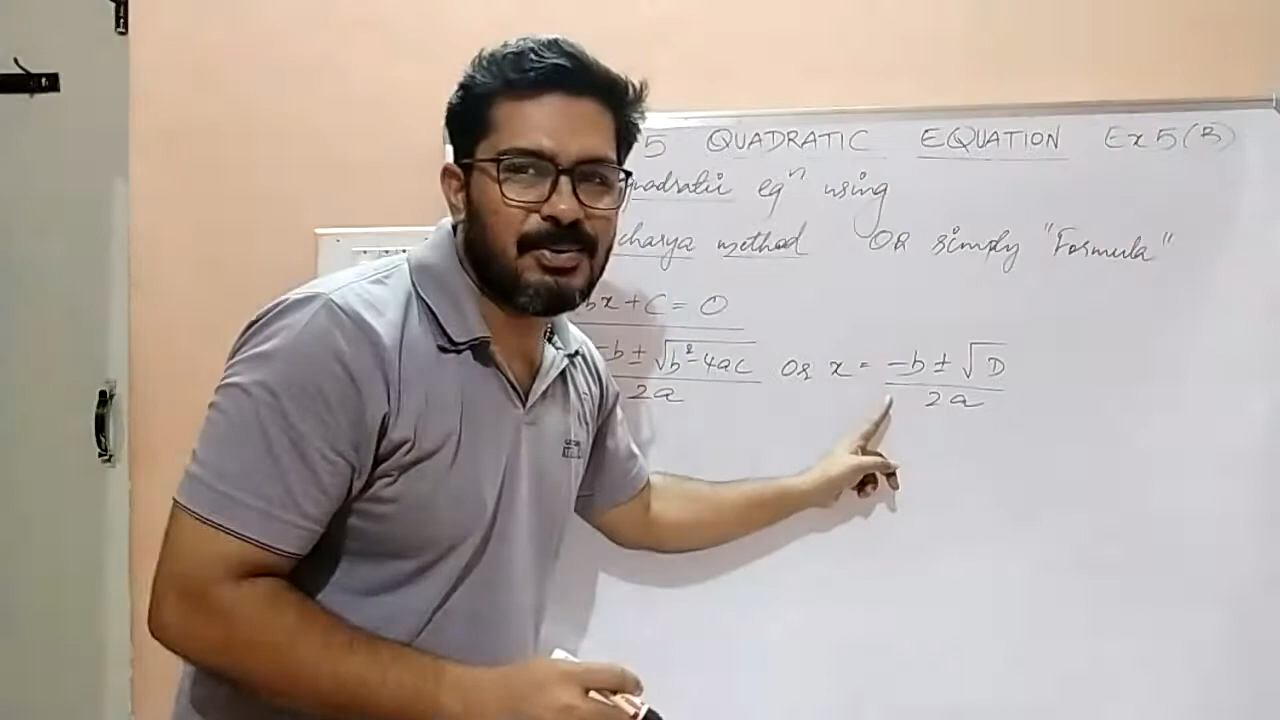 5 QUADRATIC EQUATION Ex 5(B)
quadratic eqⁿ using
charya method OR simply "Formula"
bx + C = 0
-b ± √b²-4ac / 2a or x = -b ± √D / 2a